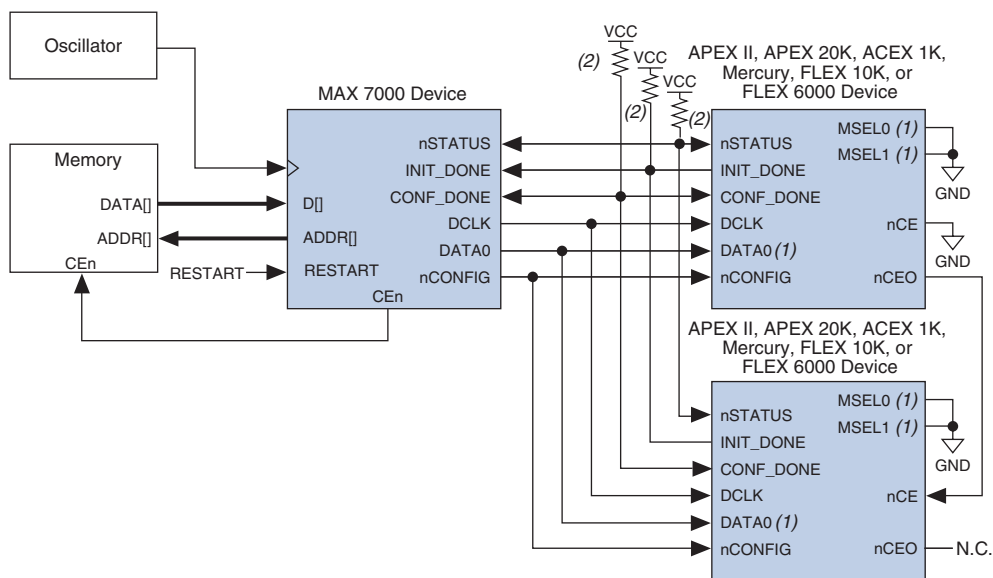 Oscillator
Memory
DATA[]
ADDR[]
CEn
RESTART
MAX 7000 Device
nSTATUS
INIT_DONE
CONF_DONE
D[]
DCLK
ADDR[]
DATA0
RESTART
nCONFIG
CEn
VCC
(2)
VCC
(2)
VCC
(2)
APEX II, APEX 20K, ACEX 1K,
Mercury, FLEX 10K, or
FLEX 6000 Device
MSEL0 (1)
nSTATUS
MSEL1 (1)
INIT_DONE
GND
CONF_DONE
DCLK
nCE
DATA0 (1)
GND
nCONFIG
nCEO
APEX II, APEX 20K, ACEX 1K,
Mercury, FLEX 10K, or
FLEX 6000 Device
MSEL0 (1)
nSTATUS
MSEL1 (1)
INIT_DONE
GND
CONF_DONE
DCLK
nCE
DATA0 (1)
nCONFIG
nCEO
N.C.